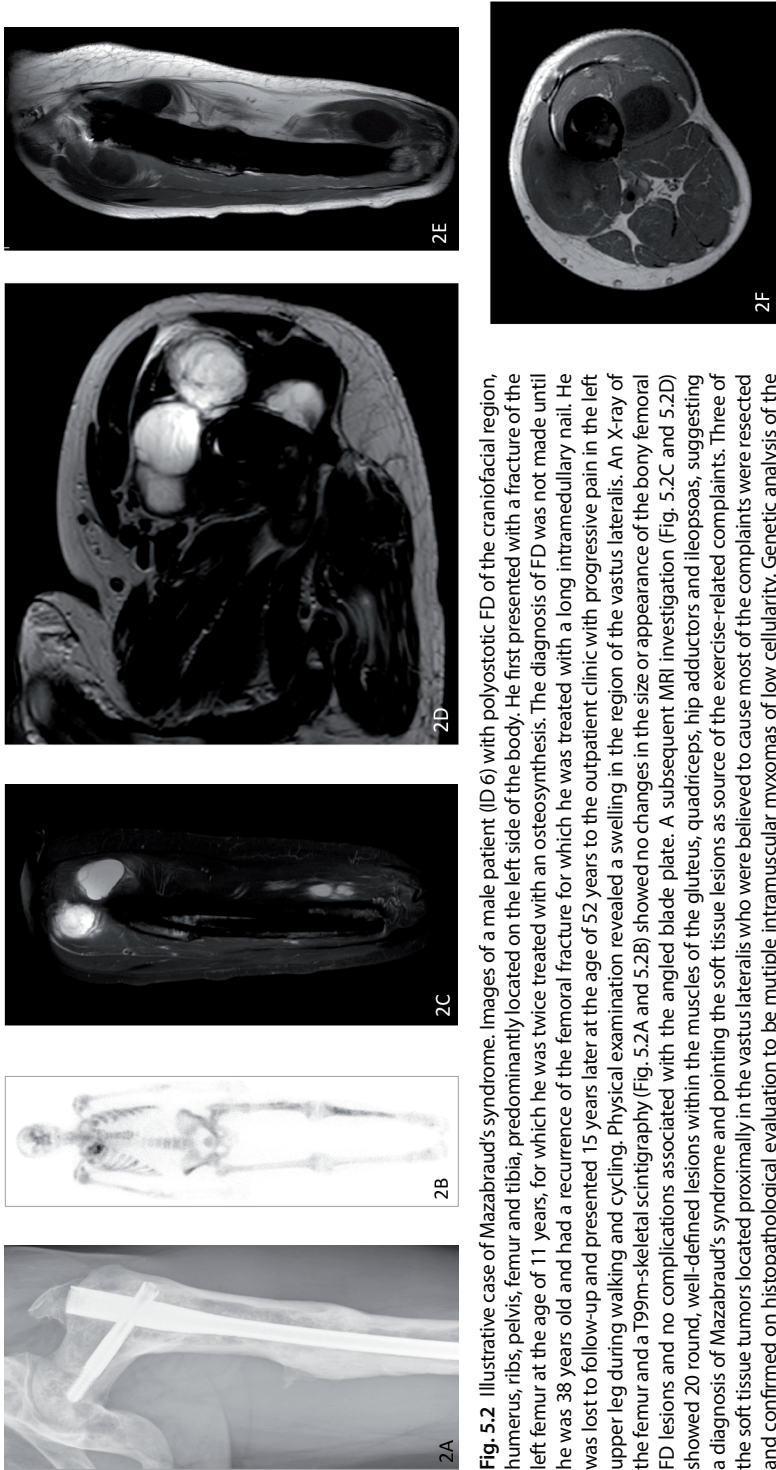 2A
2B
2C
2D
2E
2F
Fig. 5.2 Illustrative case of Mazabraud's syndrome. Images of a male patient (ID 6) with polyostotic FD of the craniofacial region,
humerus, ribs, pelvis, femur and tibia, predominantly located on the left side of the body. He first presented with a fracture of the
left femur at the age of 11 years, for which he was twice treated with an osteosynthesis. The diagnosis of FD was not made until
he was 38 years old and had a recurrence of the femoral fracture for which he was treated with a long intramedullary nail. He
was lost to follow-up and presented 15 years later at the age of 52 years to the outpatient clinic with progressive pain in the left
upper leg during walking and cycling. Physical examination revealed a swelling in the region of the vastus lateralis. An X-ray of
the femur and a T99m-skeletal scintigraphy (Fig. 5.2A and 5.2B) showed no changes in the size or appearance of the bony femoral
FD lesions and no complications associated with the angled blade plate. A subsequent MRI investigation (Fig. 5.2C and 5.2D)
showed 20 round, well-defined lesions within the muscles of the gluteus, quadriceps, hip adductors and ileopsoas, suggesting
a diagnosis of Mazabraud's syndrome and pointing the soft tissue lesions as source of the exercise-related complaints. Three of
the soft tissue tumors located proximally in the vastus lateralis who were believed to cause most of the complaints were resected
and confirmed on histopathological evaluation to be mutiple intramuscular myxomas of low cellularity. Genetic analysis of the